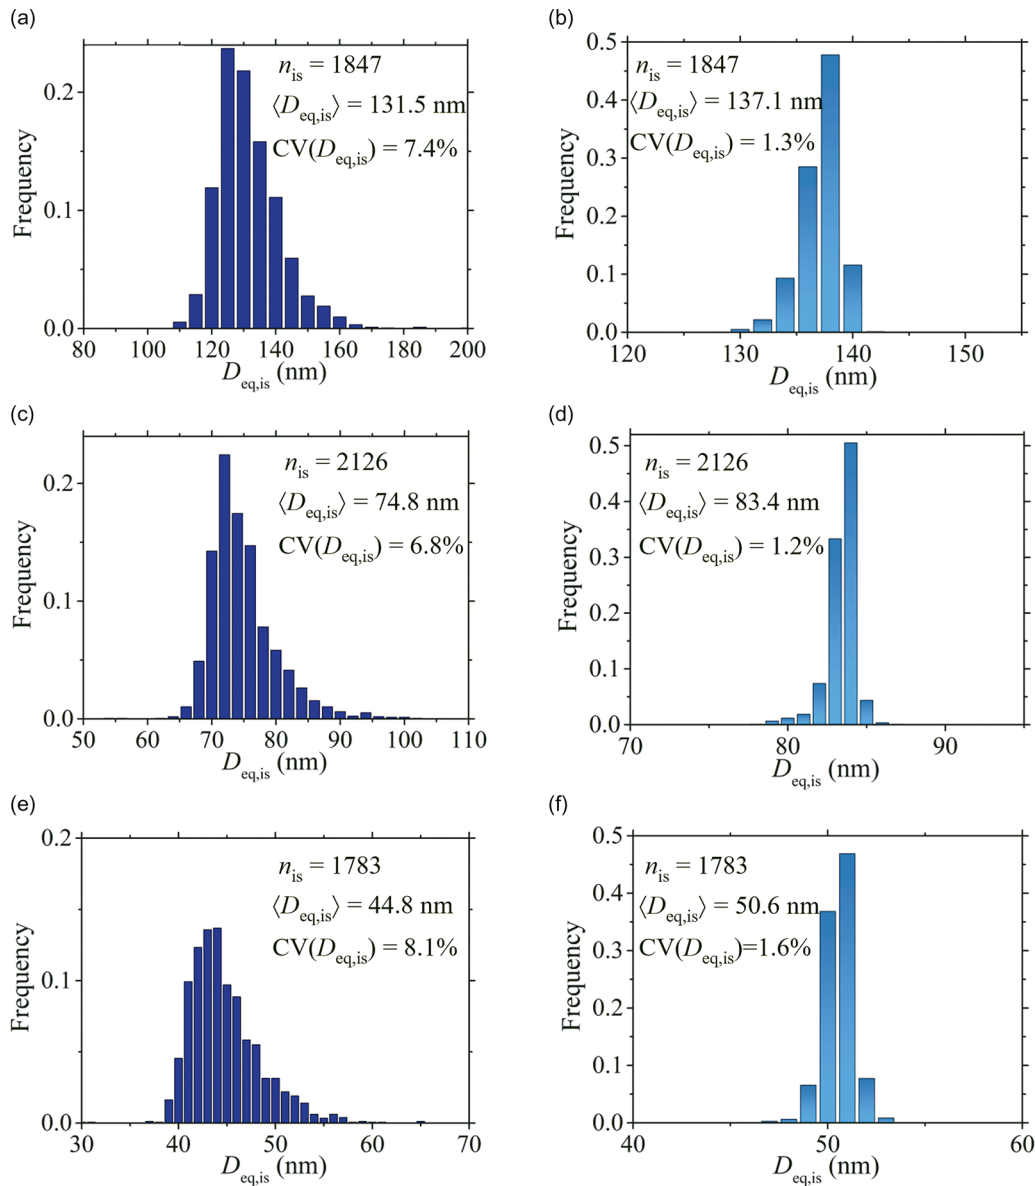 (a)
n_is = 1847
⟨D_eq,is⟩ = 131.5 nm
CV(D_eq,is) = 7.4%
Frequency
0.2
0.1
0.0
80 100 120 140 160 180 200
D_eq,is (nm)
(b)
n_is = 1847
⟨D_eq,is⟩ = 137.1 nm
CV(D_eq,is) = 1.3%
Frequency
0.5
0.4
0.3
0.2
0.1
0.0
120 130 140 150
D_eq,is (nm)
(c)
n_is = 2126
⟨D_eq,is⟩ = 74.8 nm
CV(D_eq,is) = 6.8%
Frequency
0.2
0.1
0.0
50 60 70 80 90 100 110
D_eq,is (nm)
(d)
n_is = 2126
⟨D_eq,is⟩ = 83.4 nm
CV(D_eq,is) = 1.2%
Frequency
0.5
0.4
0.3
0.2
0.1
0.0
70 80 90
D_eq,is (nm)
(e)
n_is = 1783
⟨D_eq,is⟩ = 44.8 nm
CV(D_eq,is) = 8.1%
Frequency
0.2
0.1
0.0
30 40 50 60 70
D_eq,is (nm)
(f)
n_is = 1783
⟨D_eq,is⟩ = 50.6 nm
CV(D_eq,is)=1.6%
Frequency
0.5
0.4
0.3
0.2
0.1
0.0
40 50 60
D_eq,is (nm)